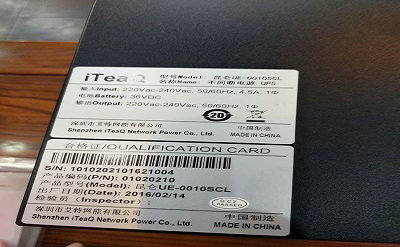 iTeaQ
型号Model: 昆仑UE-0010SCL
名称Name: 不间断电源 UPS
输入Input: 220Vac-240Vac, 50/60Hz, 4.5A, 1Φ
电池Battery: 36VDC
输出Output: 220Vac-240Vac, 50/60Hz, 1Φ
20
深圳市艾特网能有限公司
Shenzhen iTeaQ Network Power Co., Ltd.
中国制造
MADE IN CHINA
合格证/QUALIFICATION CARD
S/N: 1010202101621004
产品编码(P/N): 01020210
产品型号(Model): 昆仑UE-0010SCL
出厂日期(Date): 2016/02/14
检验员(Inspector):
Q.C.2
PASSED
深圳市艾特网能有限公司
Shenzhen iTeaQ Network Power Co., Ltd.
中国制造
MADE IN CHINA